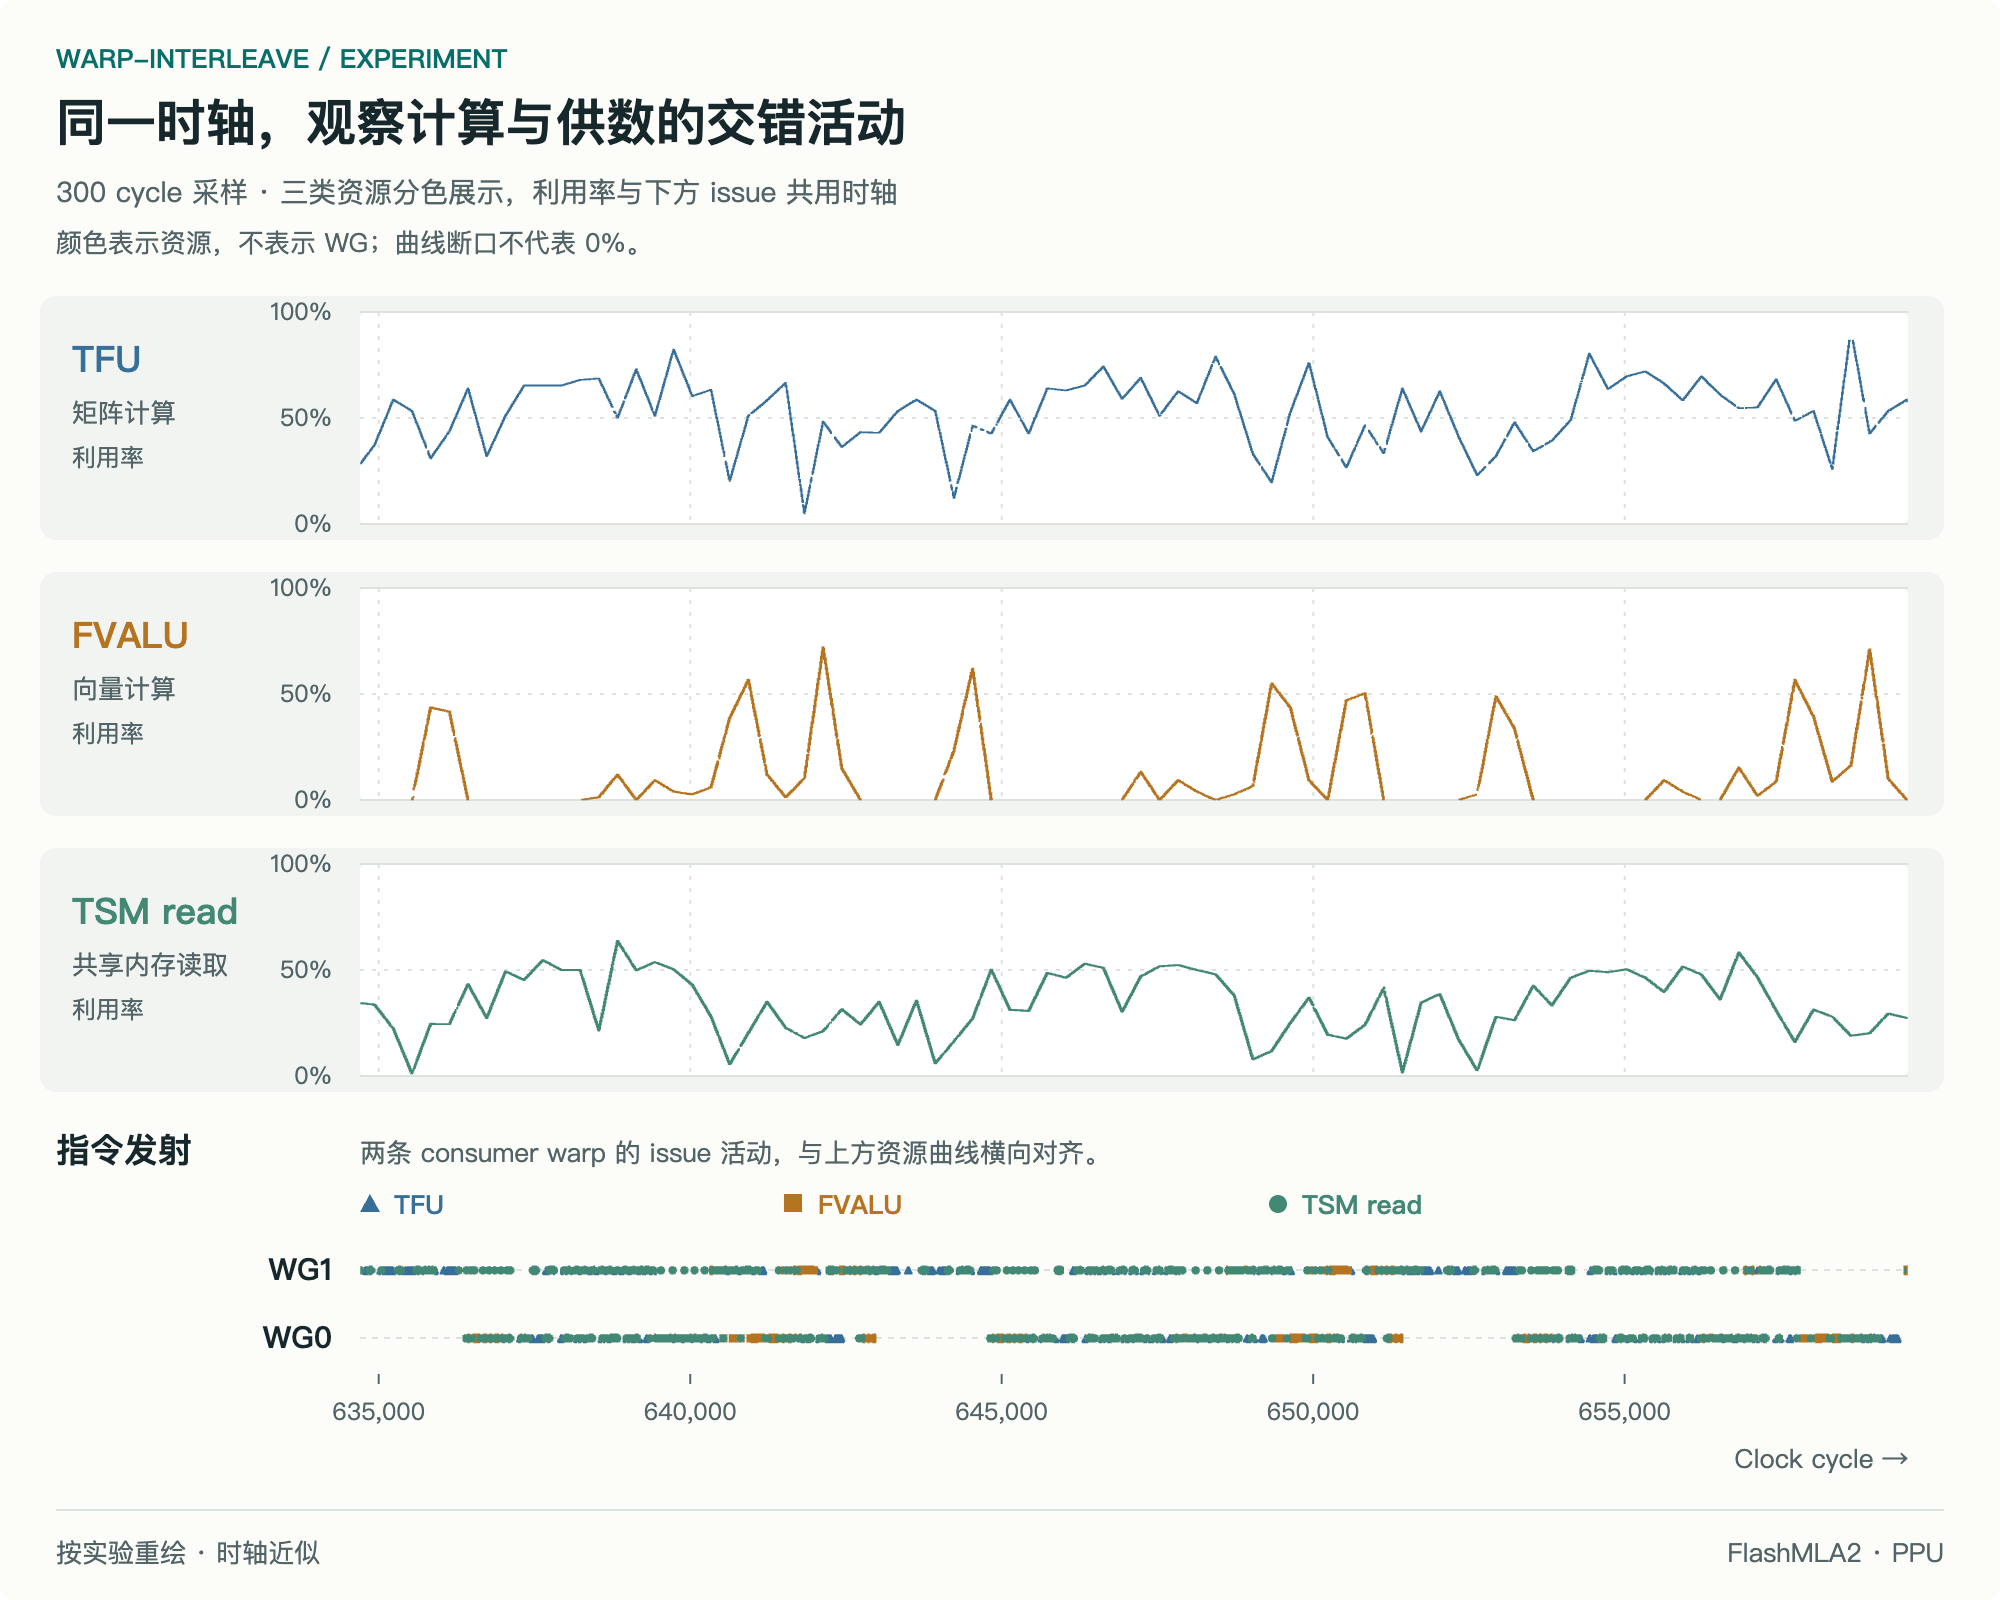 WARP-INTERLEAVE / EXPERIMENT
同一时轴，观察计算与供数的交错活动
300 cycle 采样 · 三类资源分色展示，利用率与下方 issue 共用时轴
颜色表示资源，不表示 WG；曲线断口不代表 0%。
100%
TFU
矩阵计算
50%
利用率
0%
100%
FVALU
向量计算
50%
利用率
0%
100%
TSM read
共享内存读取
50%
利用率
0%
指令发射
两条 consumer warp 的 issue 活动，与上方资源曲线横向对齐。
TFU
FVALU
TSM read
WG1
WG0
635,000
640,000
645,000
650,000
655,000
Clock cycle →
按实验重绘 · 时轴近似
FlashMLA2 · PPU